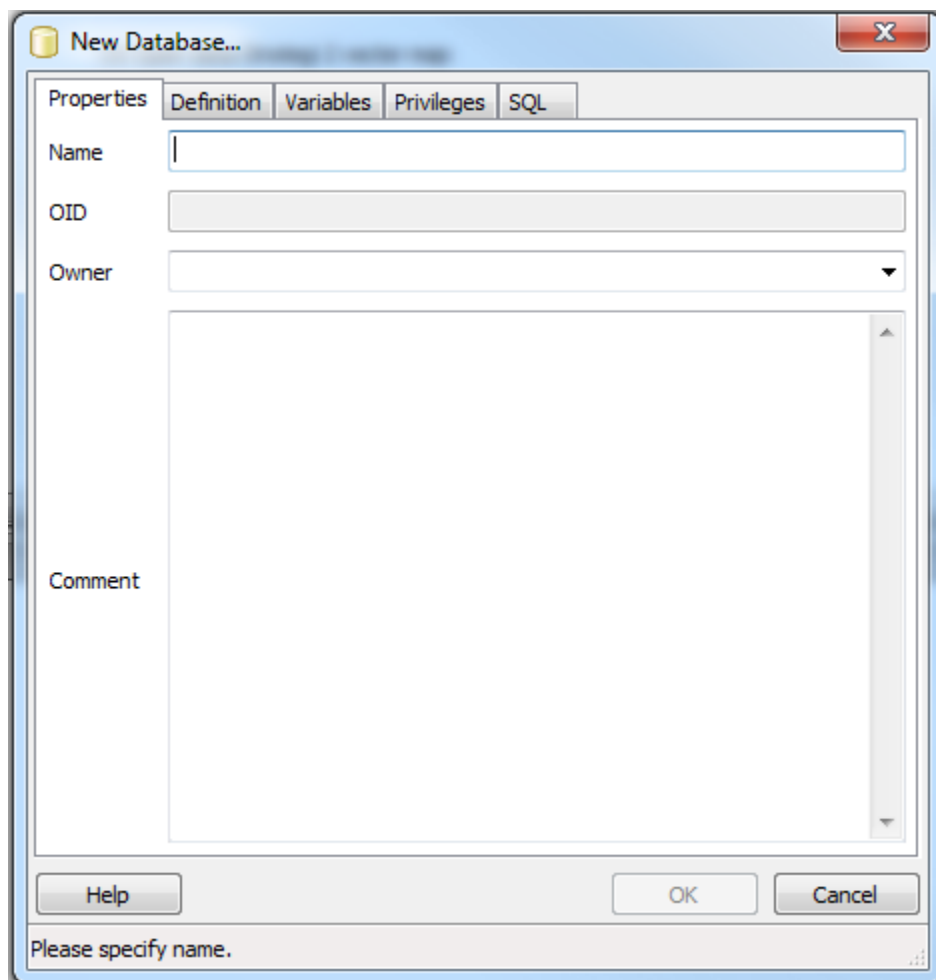 New Database...
Properties Definition Variables Privileges SQL
Name
OID
Owner
Comment
Help OK Cancel
Please specify name.